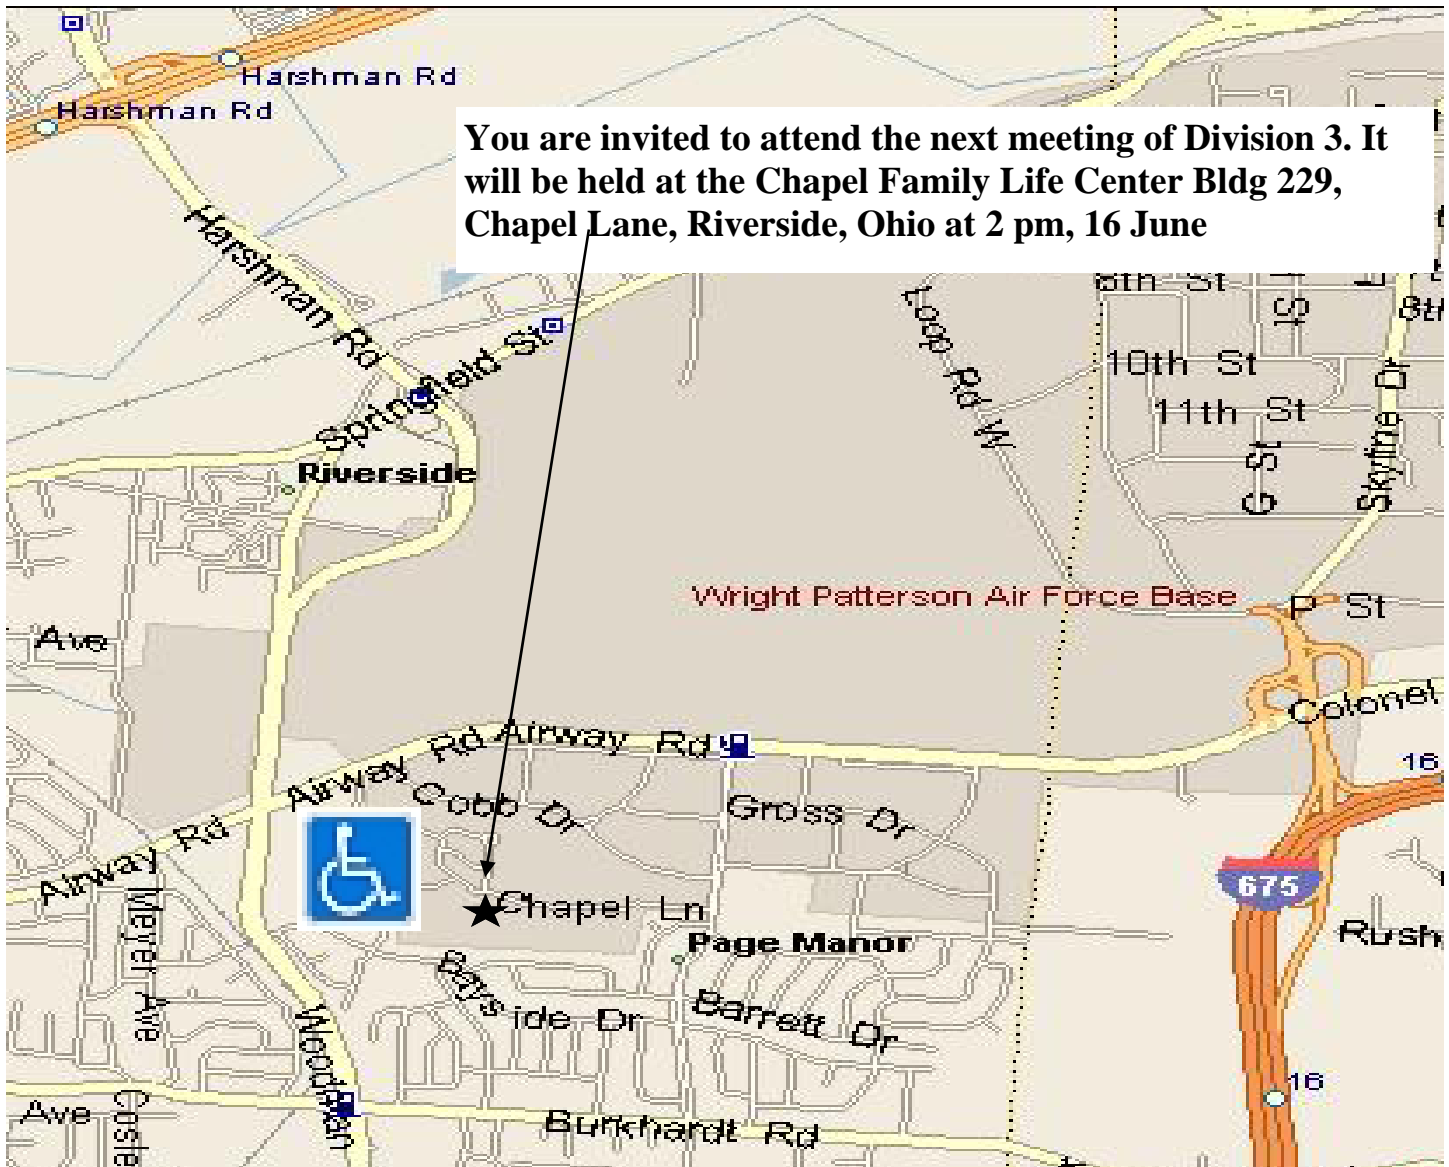 Harshman Rd
Harshman Rd
You are invited to attend the next meeting of Division 3. It
will be held at the Chapel Family Life Center Bldg 229,
Chapel Lane, Riverside, Ohio at 2 pm, 16 June
Harshman Rd
Springfield St
Riverside
Loop Rd W
8th St
10th St
11th St
G St
Skyline Dr
Wright Patterson Air Force Base
P St
Ave
Colonel
16
Airway Rd
Airway Rd
Airway Rd
Cobb Dr
Gross Dr
675
Chapel Ln
Page Manor
Rush
Meyer Ave
Bayside Dr
Barrett Dr
Woodman
16
Ave
Burkhardt Rd